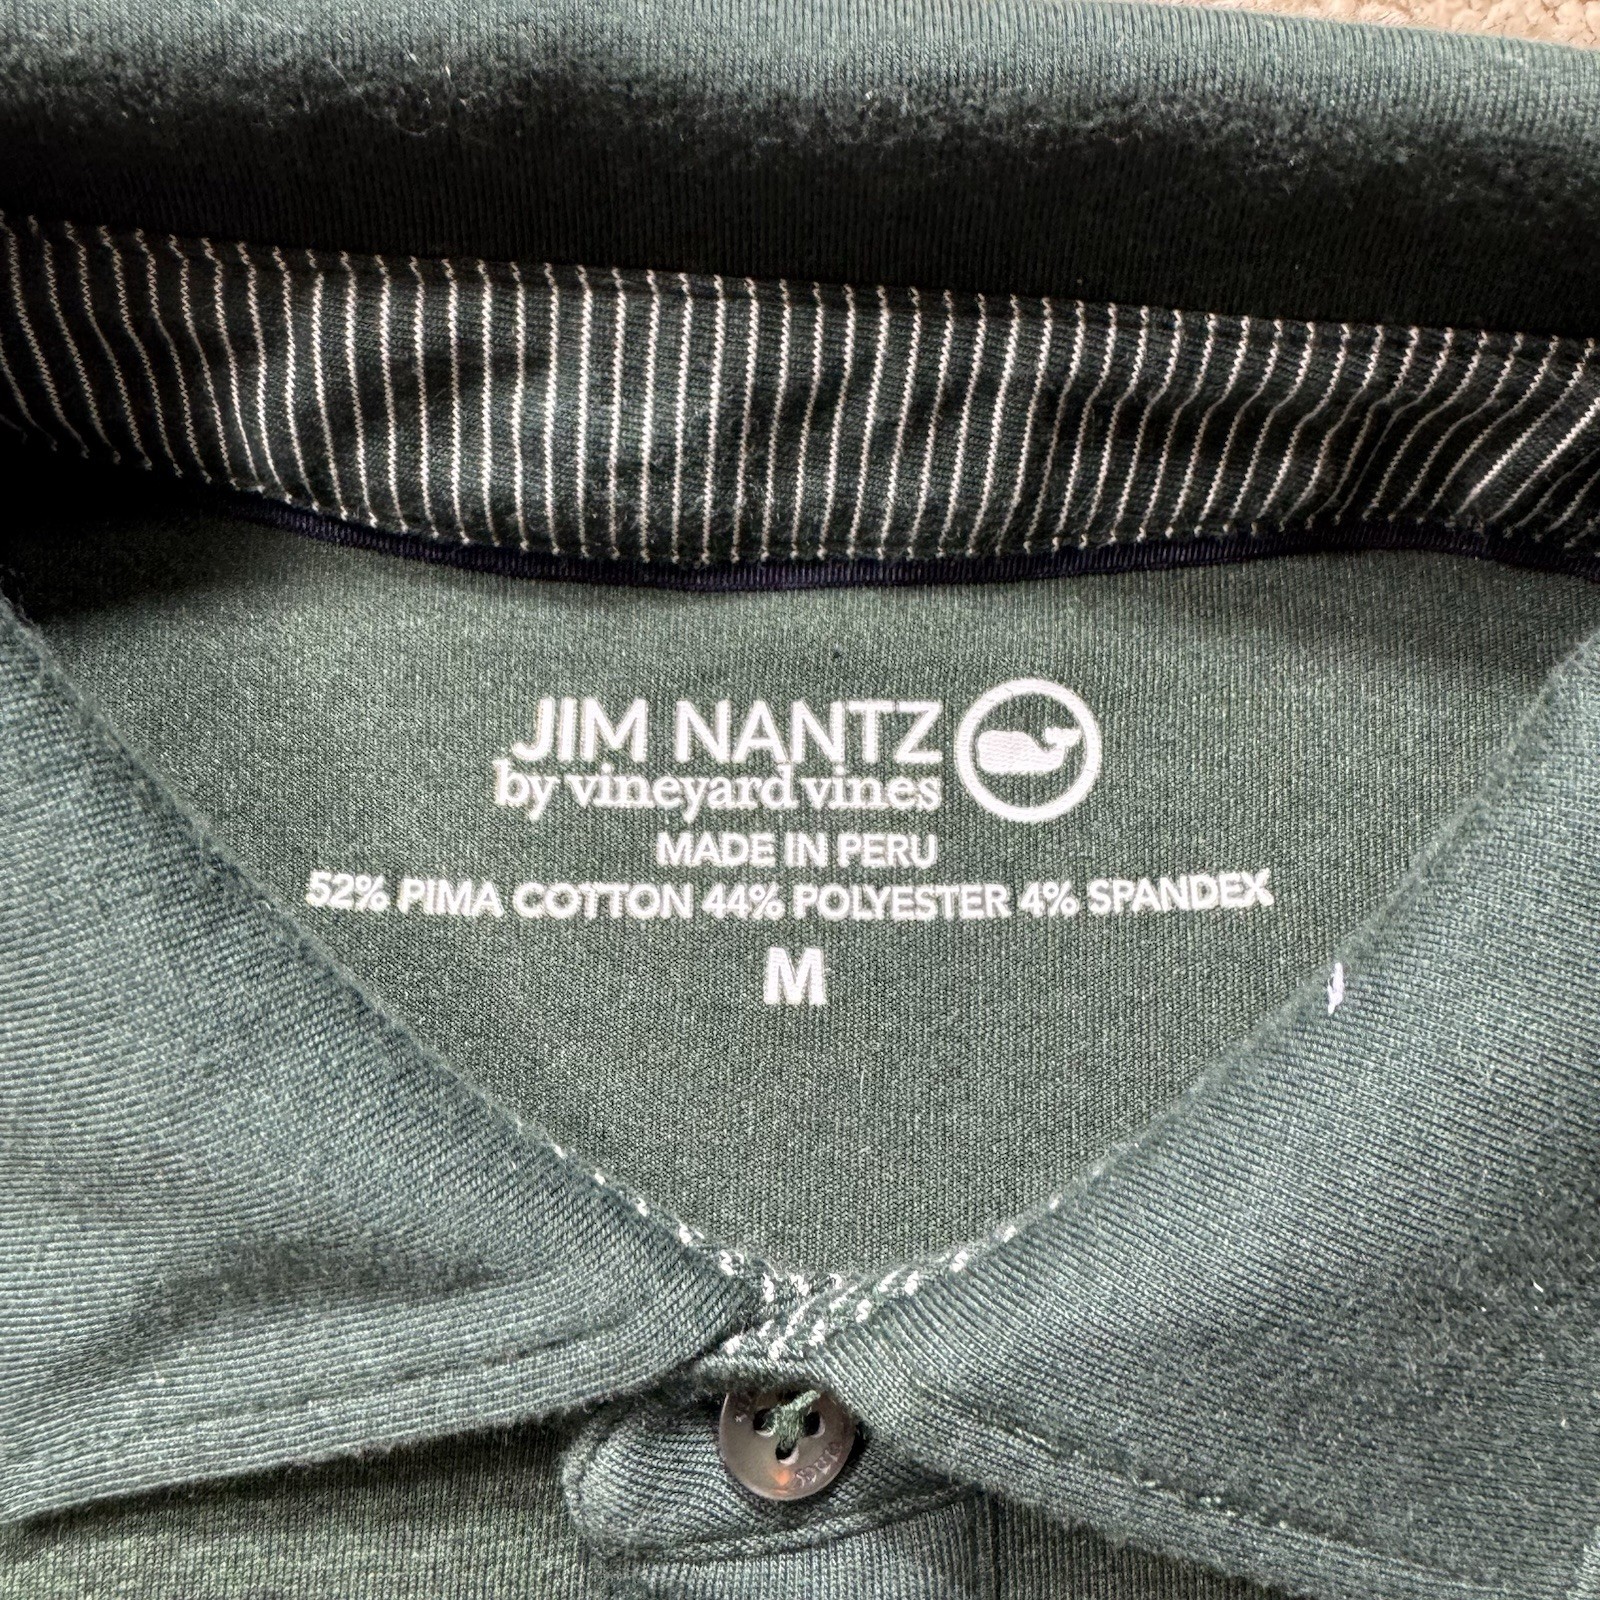 JIM NANTZ
by vineyard vines
MADE IN PERU
52% PIMA COTTON 44% POLYESTER 4% SPANDEX
M